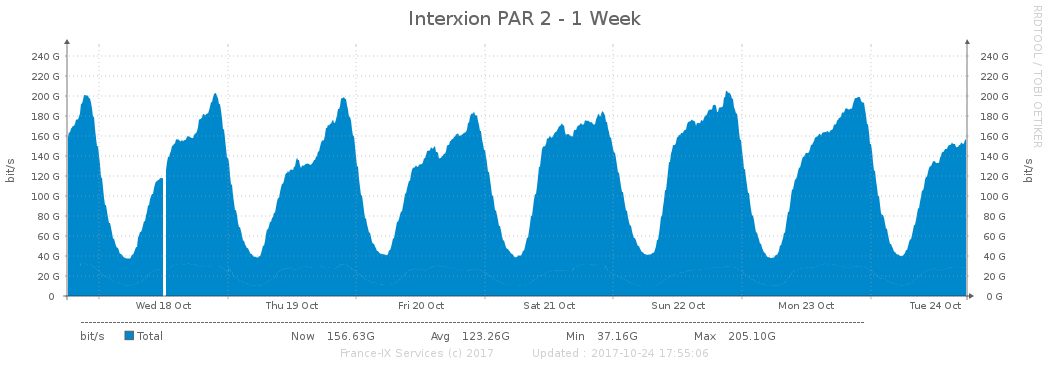 Interxion PAR 2 - 1 Week
RRDTOOL / TOBI OETIKER
bit/s
240 G
220 G
200 G
180 G
160 G
140 G
120 G
100 G
80 G
60 G
40 G
20 G
0
240 G
220 G
200 G
180 G
160 G
140 G
120 G
100 G
80 G
60 G
40 G
20 G
0 G
bit/s
Wed 18 Oct Thu 19 Oct Fri 20 Oct Sat 21 Oct Sun 22 Oct Mon 23 Oct Tue 24 Oct
bit/s Total Now 156.63G Avg 123.26G Min 37.16G Max 205.10G
France-IX Services (c) 2017 Updated : 2017-10-24 17:55:06